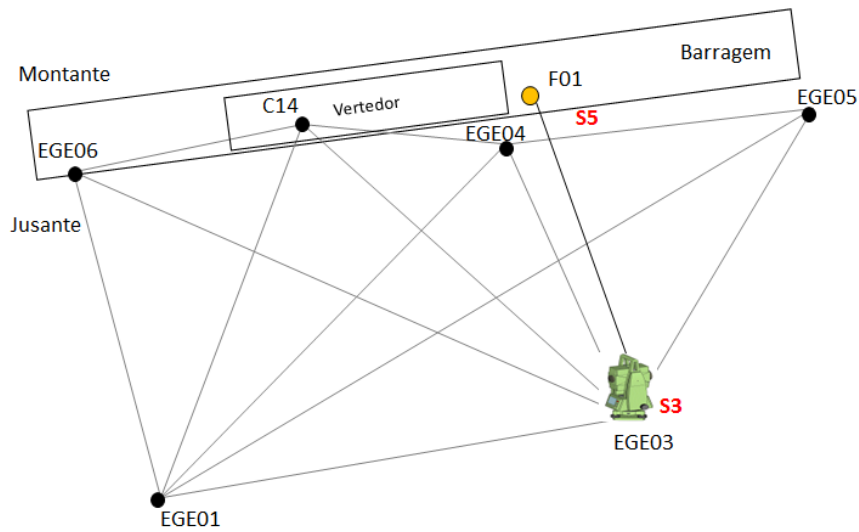 Montante
Barragem
F01
C14
Vertedor
EGE05
S5
EGE04
EGE06
Jusante
S3
EGE03
EGE01